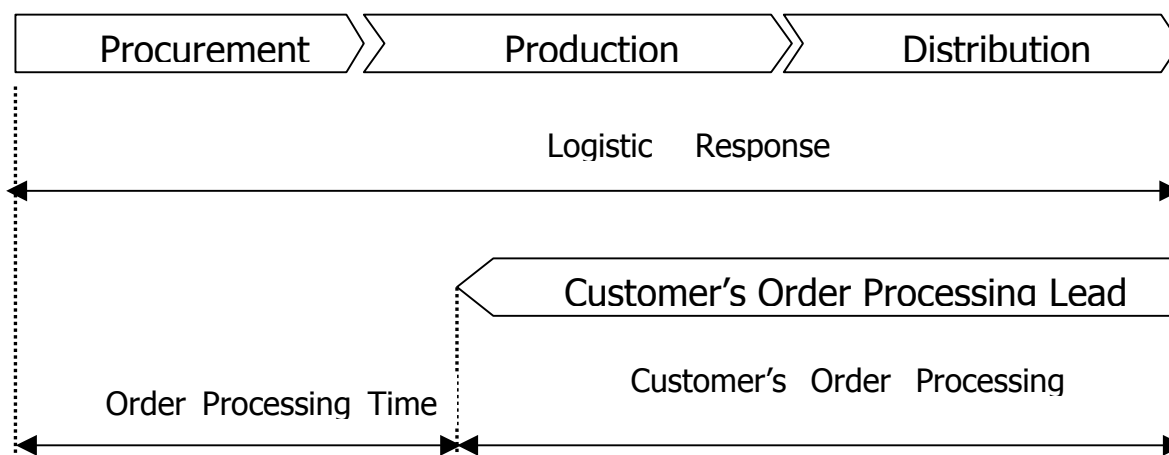 Procurement Production Distribution
Logistic Response
Customer's Order Processing Lead
Customer's Order Processing
Order Processing Time